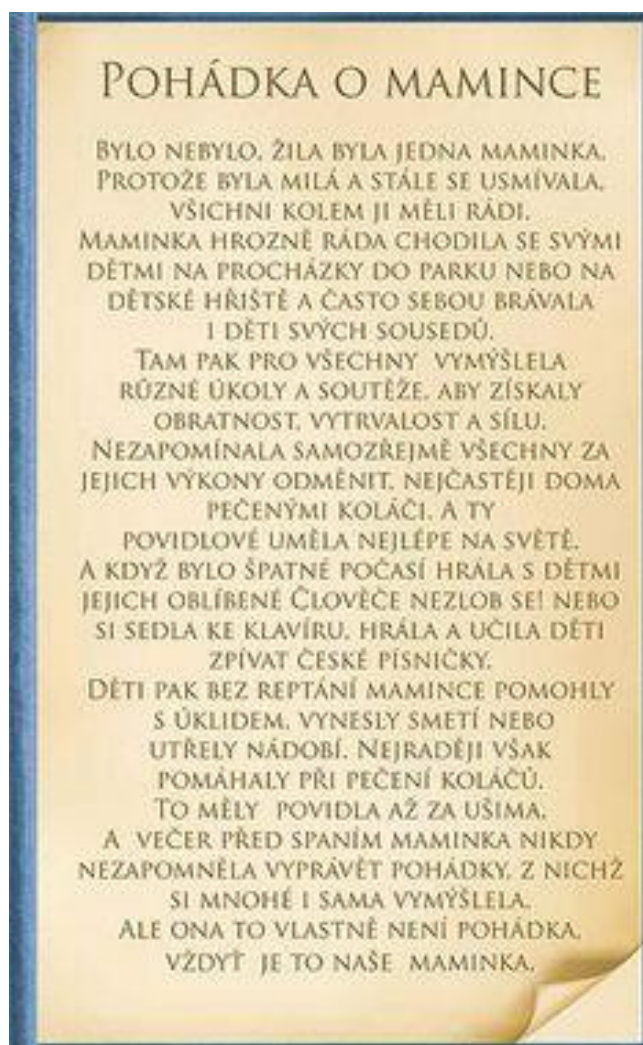 POHÁDKA O MAMINCE
BYLO NEBYLO, ŽILA BYLA JEDNA MAMINKA.
PROTOŽE BYLA MILÁ A STÁLE SE USMÍVALA,
VŠICHNI KOLEM JI MĚLI RÁDI.
MAMINKA HROZNĚ RÁDA CHODILA SE SVÝMI
DĚTMI NA PROCHÁZKY DO PARKU NEBO NA
DĚTSKÉ HŘIŠTĚ A ČASTO SEBOU BRÁVALA
I DĚTI SVÝCH SOUSEDŮ.
TAM PAK PRO VŠECHNY VYMÝŠLELA
RŮZNÉ ÚKOLY A SOUTĚŽE, ABY ZÍSKALY
OBRATNOST, VYTRVALOST A SÍLU.
NEZAPOMÍNALA SAMOZŘEJMĚ VŠECHNY ZA
JEJICH VÝKONY ODMĚNIT, NEJČASTĚJI DOMA
PEČENÝMI KOLÁČI. A TY
POVIDLOVÉ UMĚLA NEJLÉPE NA SVĚTĚ.
A KDYŽ BYLO ŠPATNÉ POČASÍ HRÁLA S DĚTMI
JEJICH OBLÍBENÉ ČLOVĚČE NEZLOB SE! NEBO
SI SEDLA KE KLAVÍRU, HRÁLA A UČILA DĚTI
ZPÍVAT ČESKÉ PÍSNIČKY.
DĚTI PAK BEZ REPTÁNÍ MAMINCE POMOHLY
S ÚKLIDEM, VYNESLY SMETÍ NEBO
UTŘELY NÁDOBÍ. NEJRADĚJI VŠAK
POMÁHALY PŘI PEČENÍ KOLÁČŮ.
TO MĚLY POVIDLA AŽ ZA UŠIMA.
A VEČER PŘED SPANÍM MAMINKA NIKDY
NEZAPOMNĚLA VYPRÁVĚT POHÁDKY, Z NICHŽ
SI MNOHÉ I SAMA VYMÝŠLELA.
ALE ONA TO VLASTNĚ NENÍ POHÁDKA,
VŽDYŤ JE TO NAŠE MAMINKA.